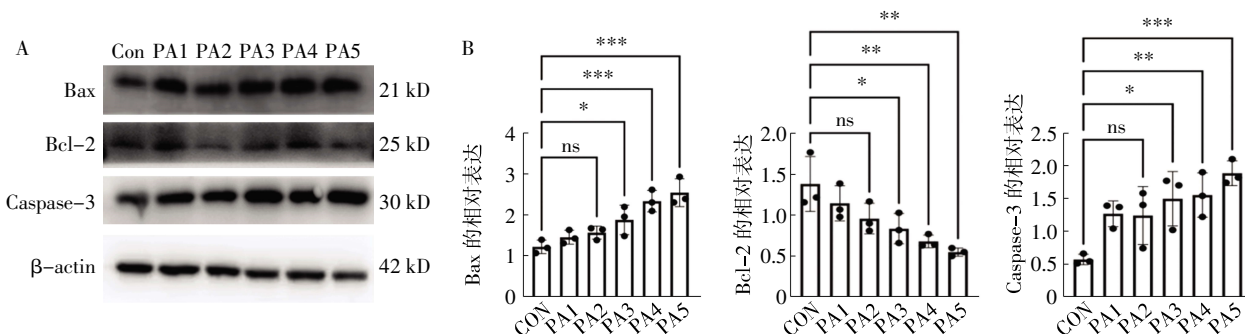 A
Con PA1 PA2 PA3 PA4 PA5
Bax
21 kD
Bcl-2
25 kD
Caspase-3
30 kD
β-actin
42 kD
B
Bax 的相对表达
4
3
2
1
0
ns
*
***
***
CON
PA1
PA2
PA3
PA4
PA5
Bcl-2 的相对表达
2.0
1.5
1.0
0.5
0
ns
*
**
**
CON
PA1
PA2
PA3
PA4
PA5
Caspase-3 的相对表达
2.5
2.0
1.5
1.0
0.5
0
ns
*
**
***
CON
PA1
PA2
PA3
PA4
PA5